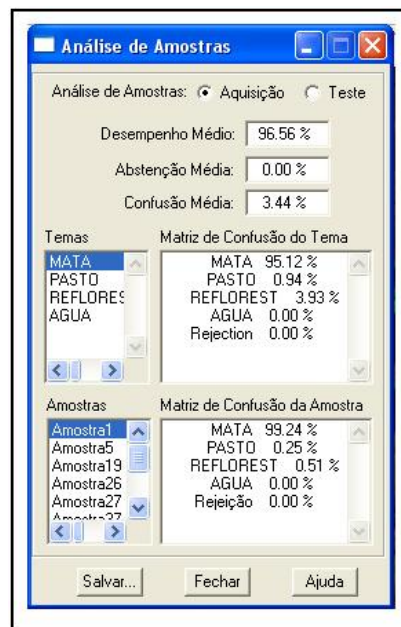 Análise de Amostras
Análise de Amostras: Aquisição Teste
Desempenho Médio: 96.56 %
Abstenção Média: 0.00 %
Confusão Média: 3.44 %
Temas
MATA
PASTO
REFLORES
AGUA
Matriz de Confusão do Tema
MATA 95.12 %
PASTO 0.94 %
REFLOREST 3.93 %
AGUA 0.00 %
Rejection 0.00 %
Amostras
Amostra1
Amostra5
Amostra19
Amostra26
Amostra27
Amostra37
Matriz de Confusão da Amostra
MATA 99.24 %
PASTO 0.25 %
REFLOREST 0.51 %
AGUA 0.00 %
Rejeição 0.00 %
Salvar... Fechar Ajuda